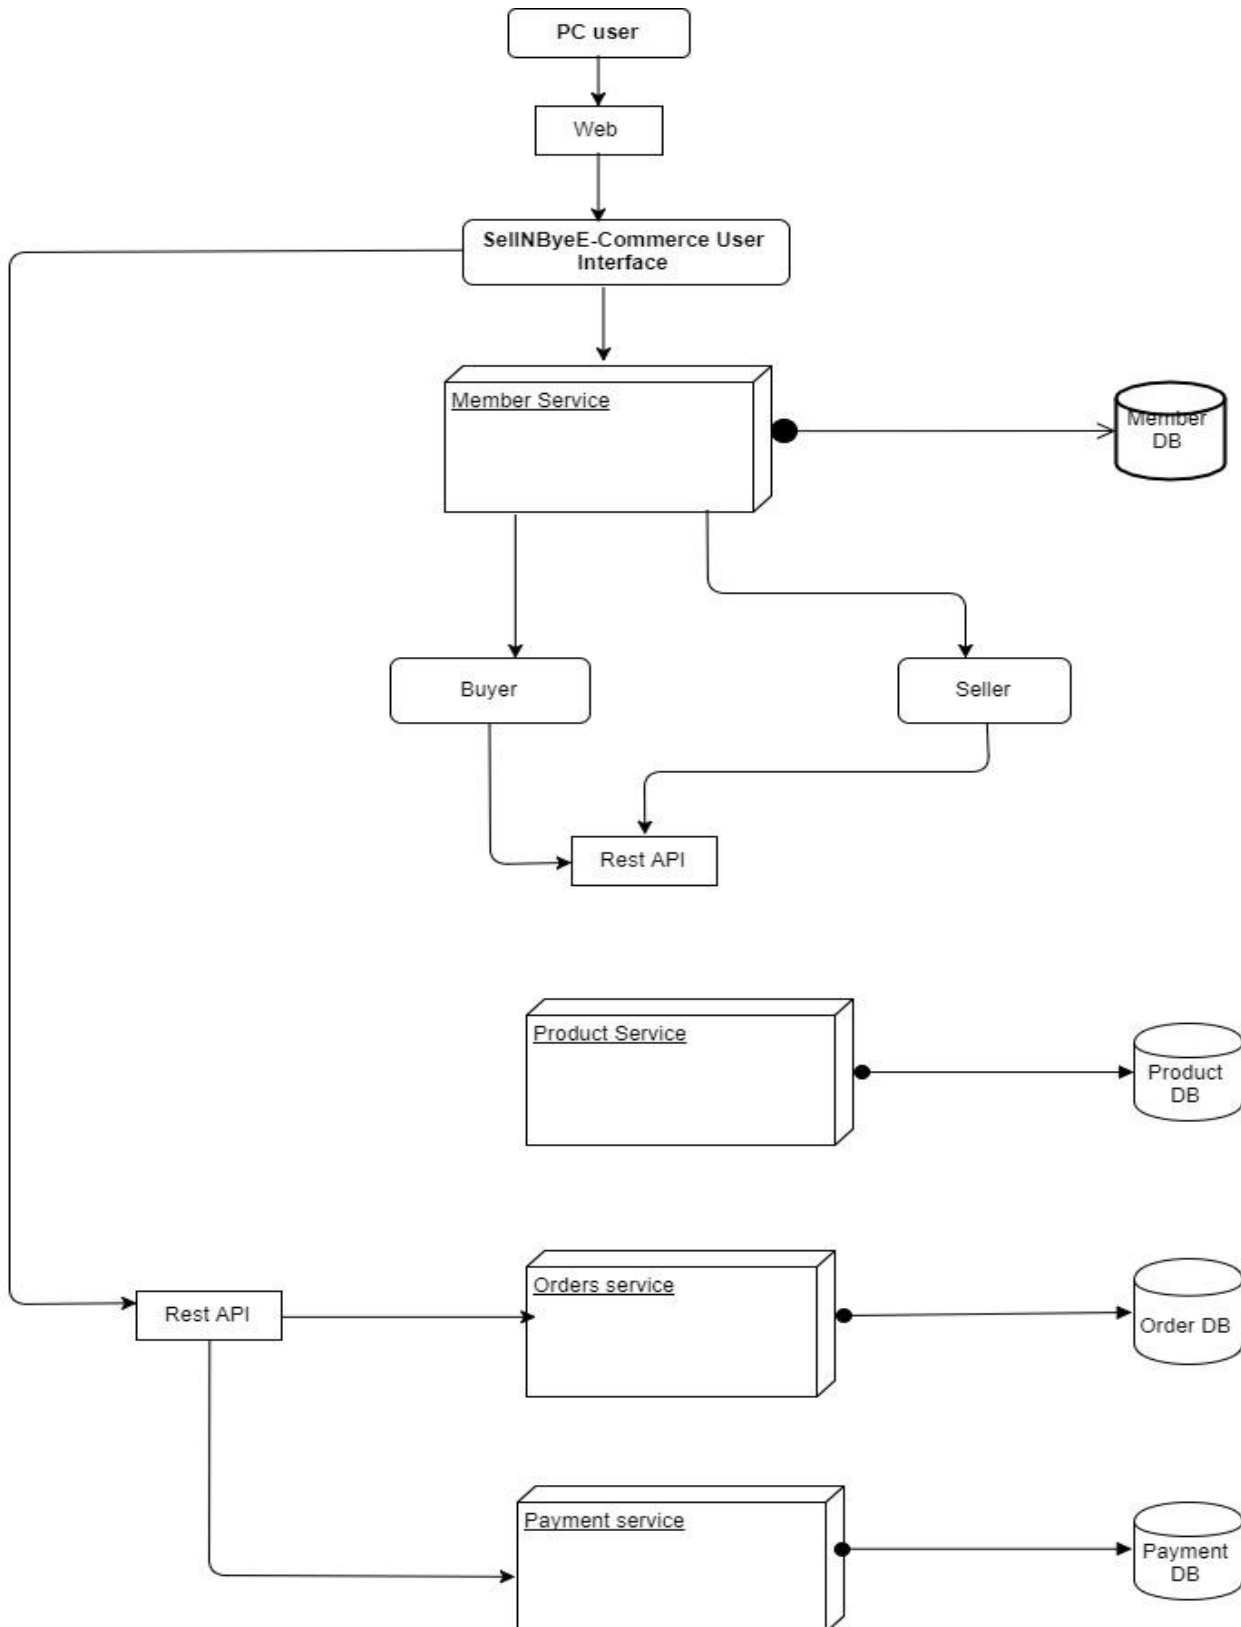 PC user
Web
SellNByeE-Commerce User
Interface
Member Service
Member
DB
Buyer
Seller
Rest API
Product Service
Product
DB
Orders service
Rest API
Order DB
Payment service
Payment
DB